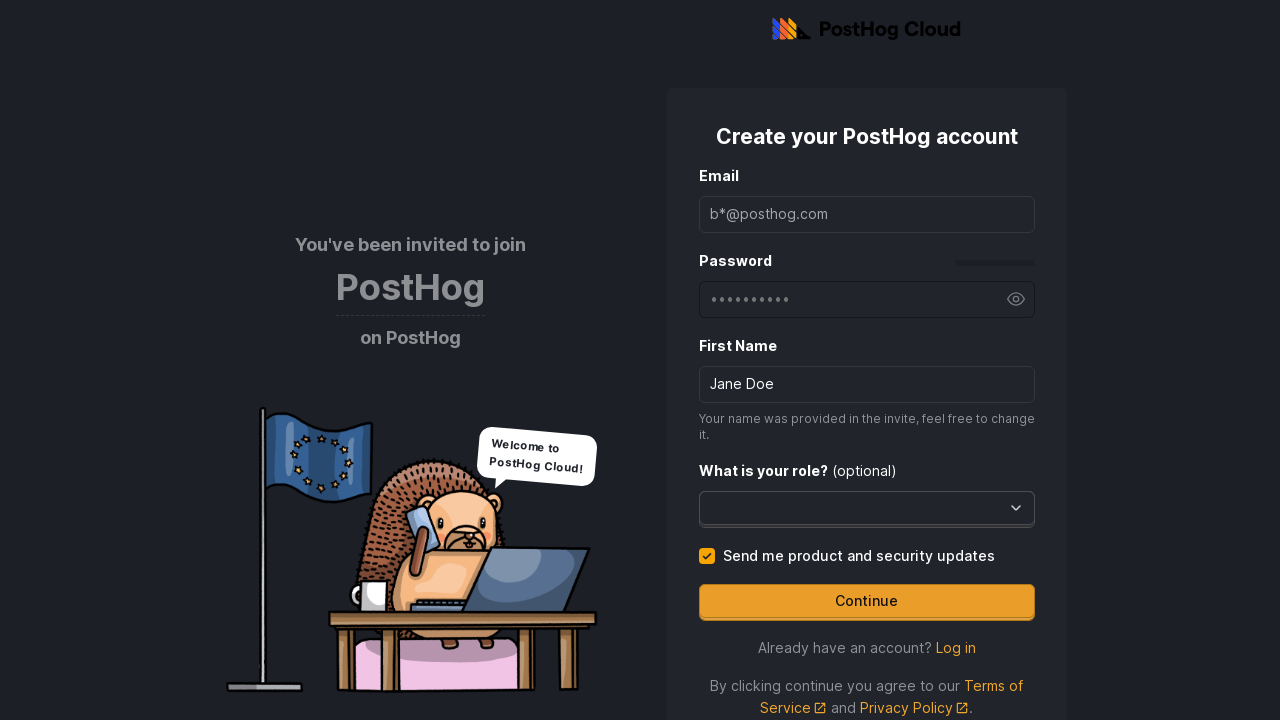 PostHog Cloud
You've been invited to join
PostHog
on PostHog
Welcome to
PostHog Cloud!
Create your PostHog account
Email
b*@posthog.com
Password
••••••••••
First Name
Jane Doe
Your name was provided in the invite, feel free to change
it.
What is your role? (optional)
Send me product and security updates
Continue
Already have an account? Log in
By clicking continue you agree to our Terms of
Service and Privacy Policy.